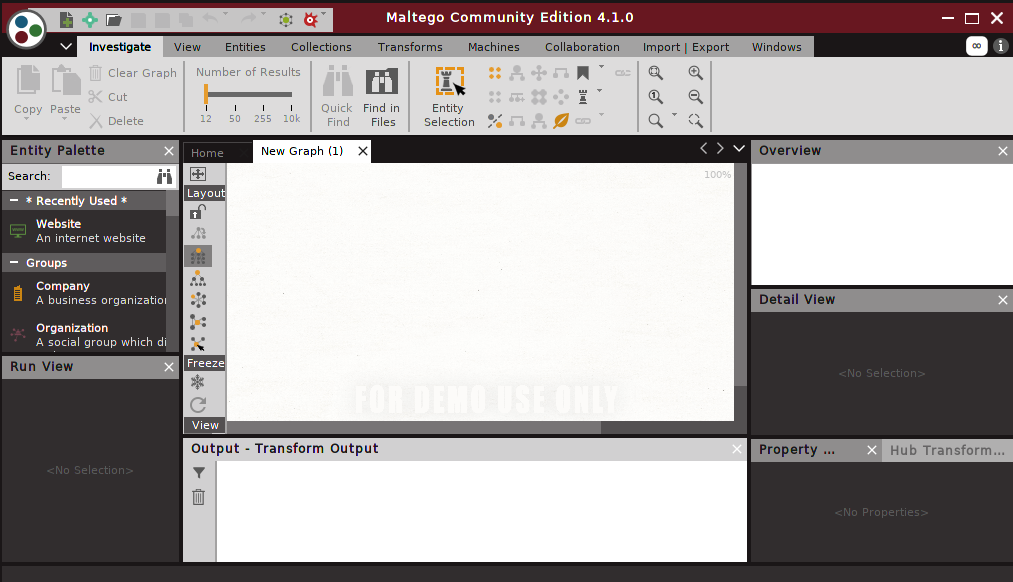 Maltego Community Edition 4.1.0
Investigate View Entities Collections Transforms Machines Collaboration Import | Export Windows
Copy
Paste
Clear Graph
Cut
Delete
Number of Results
12 50 255 10k
Quick
Find
Find in
Files
Entity
Selection
Entity Palette
Search:
* Recently Used *
Website
An internet website
Groups
Company
A business organization
Organization
A social group which di
Run View
<No Selection>
Home
New Graph (1)
100%
Layout
Freeze
View
FOR DEMO USE ONLY
Output - Transform Output
Overview
Detail View
<No Selection>
Property ...
Hub Transform...
<No Properties>